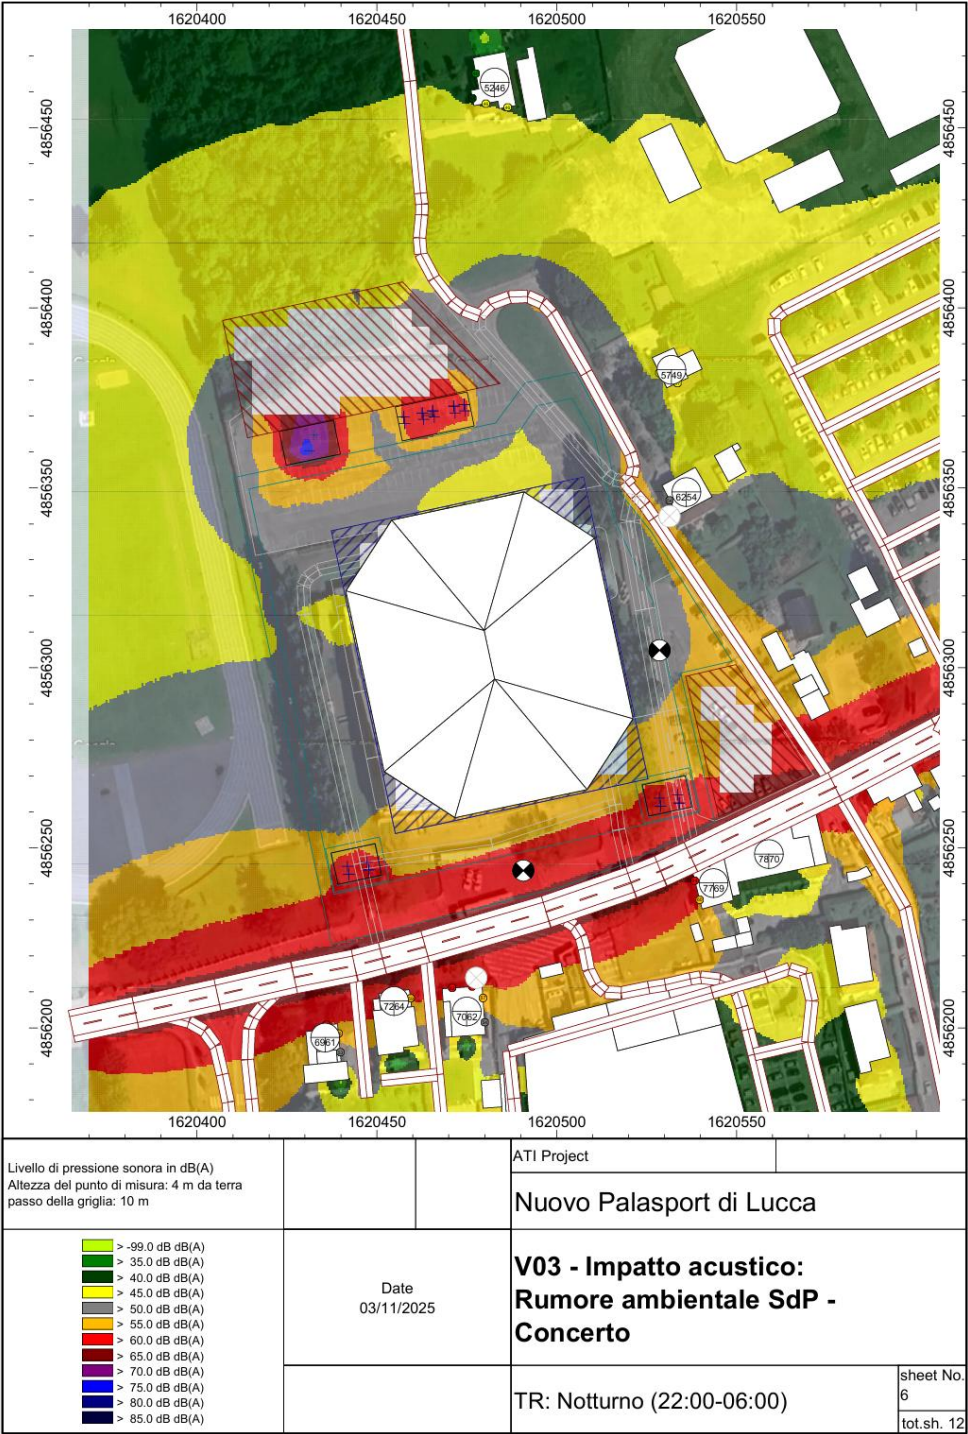 1620400 1620450 1620500 1620550
4856450 4856450
5246
4856400 4856400
5749
4856350 4856350
6254
4856300 4856300
4856250 4856250
7870
7769
7264
7062
6961
4856200 4856200
1620400 1620450 1620500 1620550
Livello di pressione sonora in dB(A)
Altezza del punto di misura: 4 m da terra
passo della griglia: 10 m
ATI Project
Nuovo Palasport di Lucca
> -99.0 dB dB(A)
> 35.0 dB dB(A)
> 40.0 dB dB(A)
> 45.0 dB dB(A)
> 50.0 dB dB(A)
> 55.0 dB dB(A)
> 60.0 dB dB(A)
> 65.0 dB dB(A)
> 70.0 dB dB(A)
> 75.0 dB dB(A)
> 80.0 dB dB(A)
> 85.0 dB dB(A)
Date
03/11/2025
V03 - Impatto acustico:
Rumore ambientale SdP -
Concerto
TR: Notturno (22:00-06:00)
sheet No.
6
tot.sh. 12